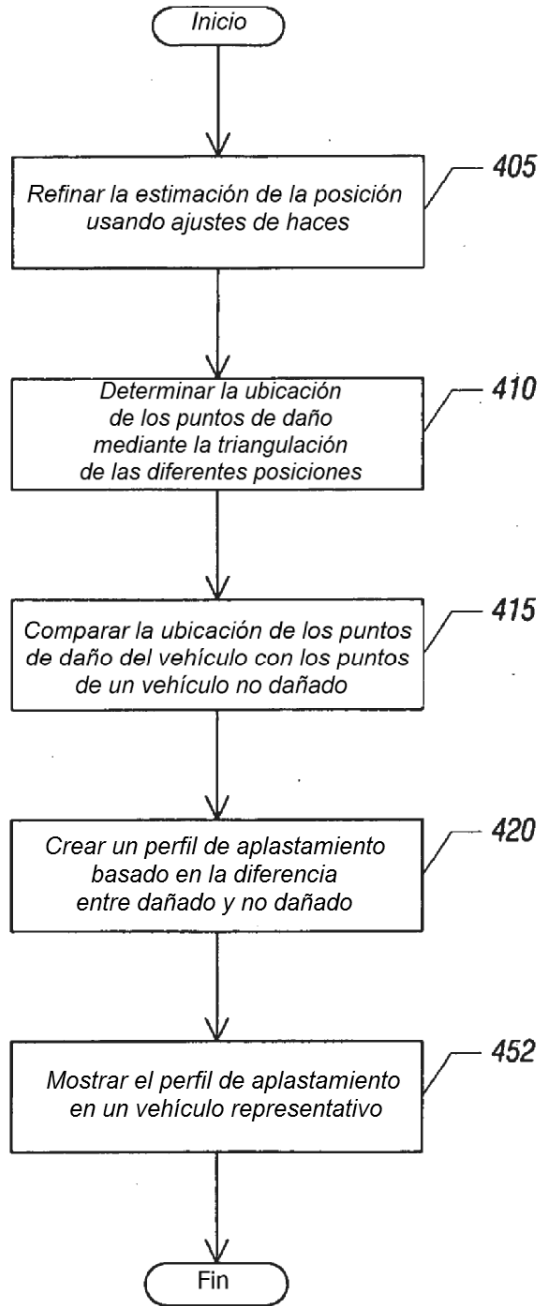 Inicio
405
Refinar la estimación de la posición
usando ajustes de haces
410
Determinar la ubicación
de los puntos de daño
mediante la triangulación
de las diferentes posiciones
415
Comparar la ubicación de los puntos
de daño del vehículo con los puntos
de un vehículo no dañado
420
Crear un perfil de aplastamiento
basado en la diferencia
entre dañado y no dañado
452
Mostrar el perfil de aplastamiento
en un vehículo representativo
Fin